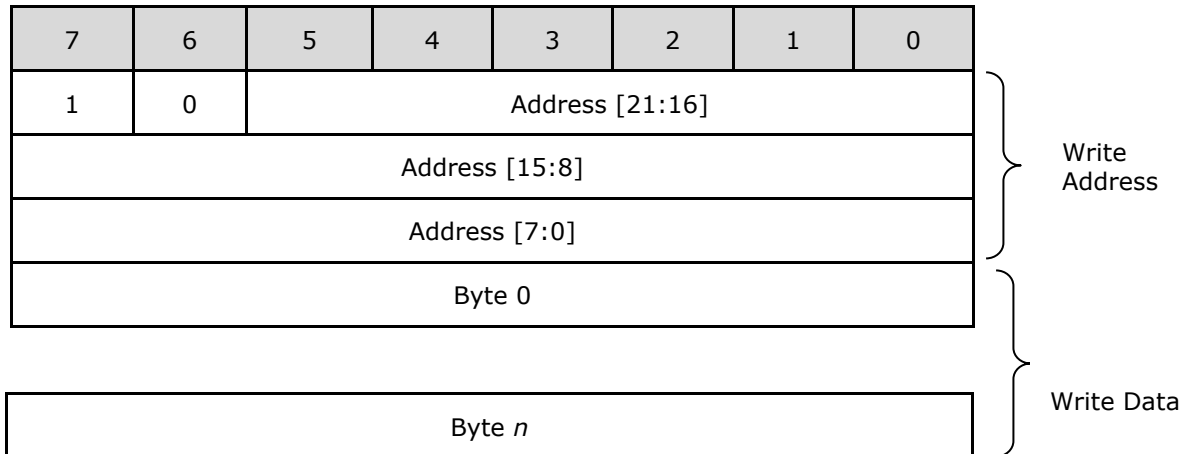 7 6 5 4 3 2 1 0
1 0 Address [21:16]
Address [15:8]
Write
Address
Address [7:0]
Byte 0
Byte n
Write Data